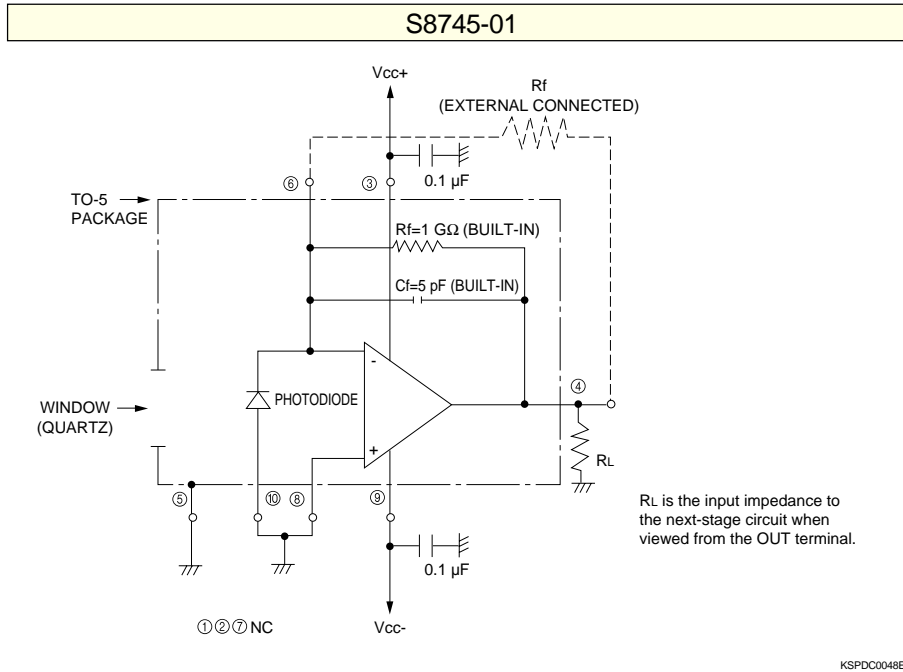 S8745-01
Vcc+
Rf
(EXTERNAL CONNECTED)
0.1 µF
⑥
③
TO-5
PACKAGE
Rf=1 GΩ (BUILT-IN)
Cf=5 pF (BUILT-IN)
-
PHOTODIODE
④
WINDOW
(QUARTZ)
+
RL
⑤
⑩
⑧
⑨
RL is the input impedance to
the next-stage circuit when
viewed from the OUT terminal.
0.1 µF
①②⑦ NC
Vcc-
KSPDC0048E